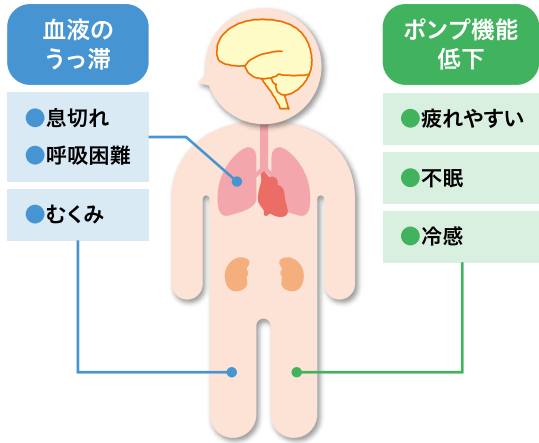 血液の
うっ滞
●息切れ
●呼吸困難
●むくみ
ポンプ機能
低下
●疲れやすい
●不眠
●冷感